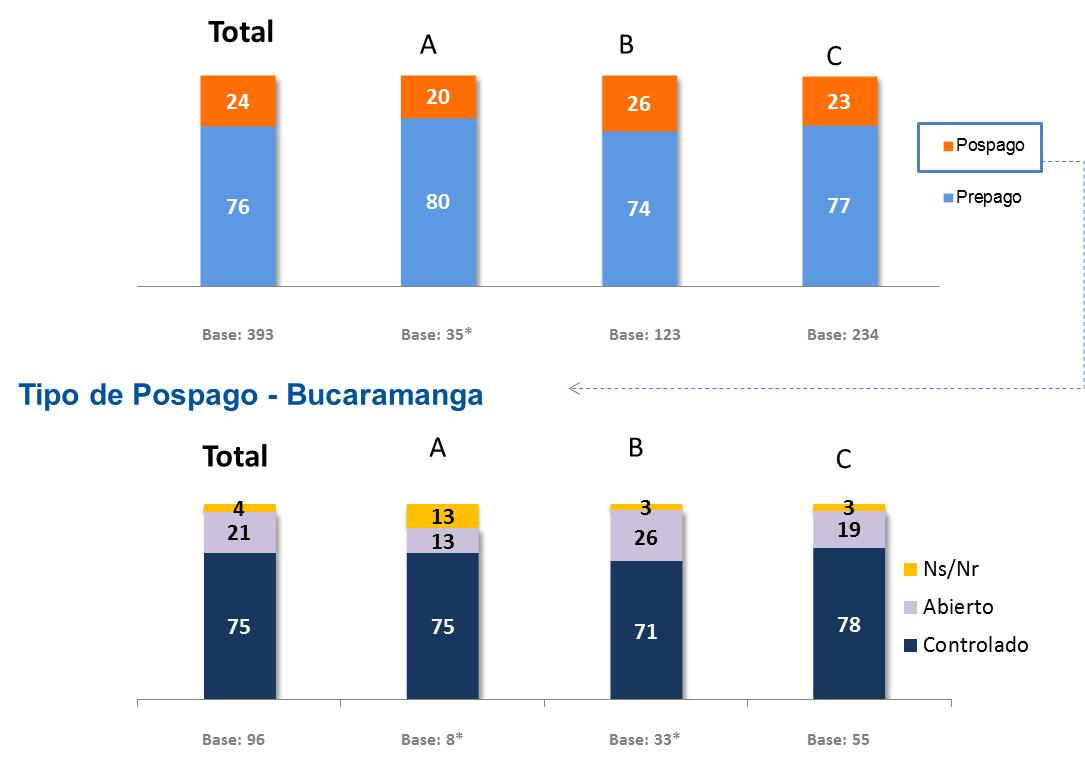 Total
A
B
C
24
20
26
23
76
80
74
77
Pospago
Prepago
Base: 393
Base: 35*
Base: 123
Base: 234
Tipo de Pospago - Bucaramanga
Total
A
B
C
4
13
3
3
21
13
26
19
75
75
71
78
Ns/Nr
Abierto
Controlado
Base: 96
Base: 8*
Base: 33*
Base: 55